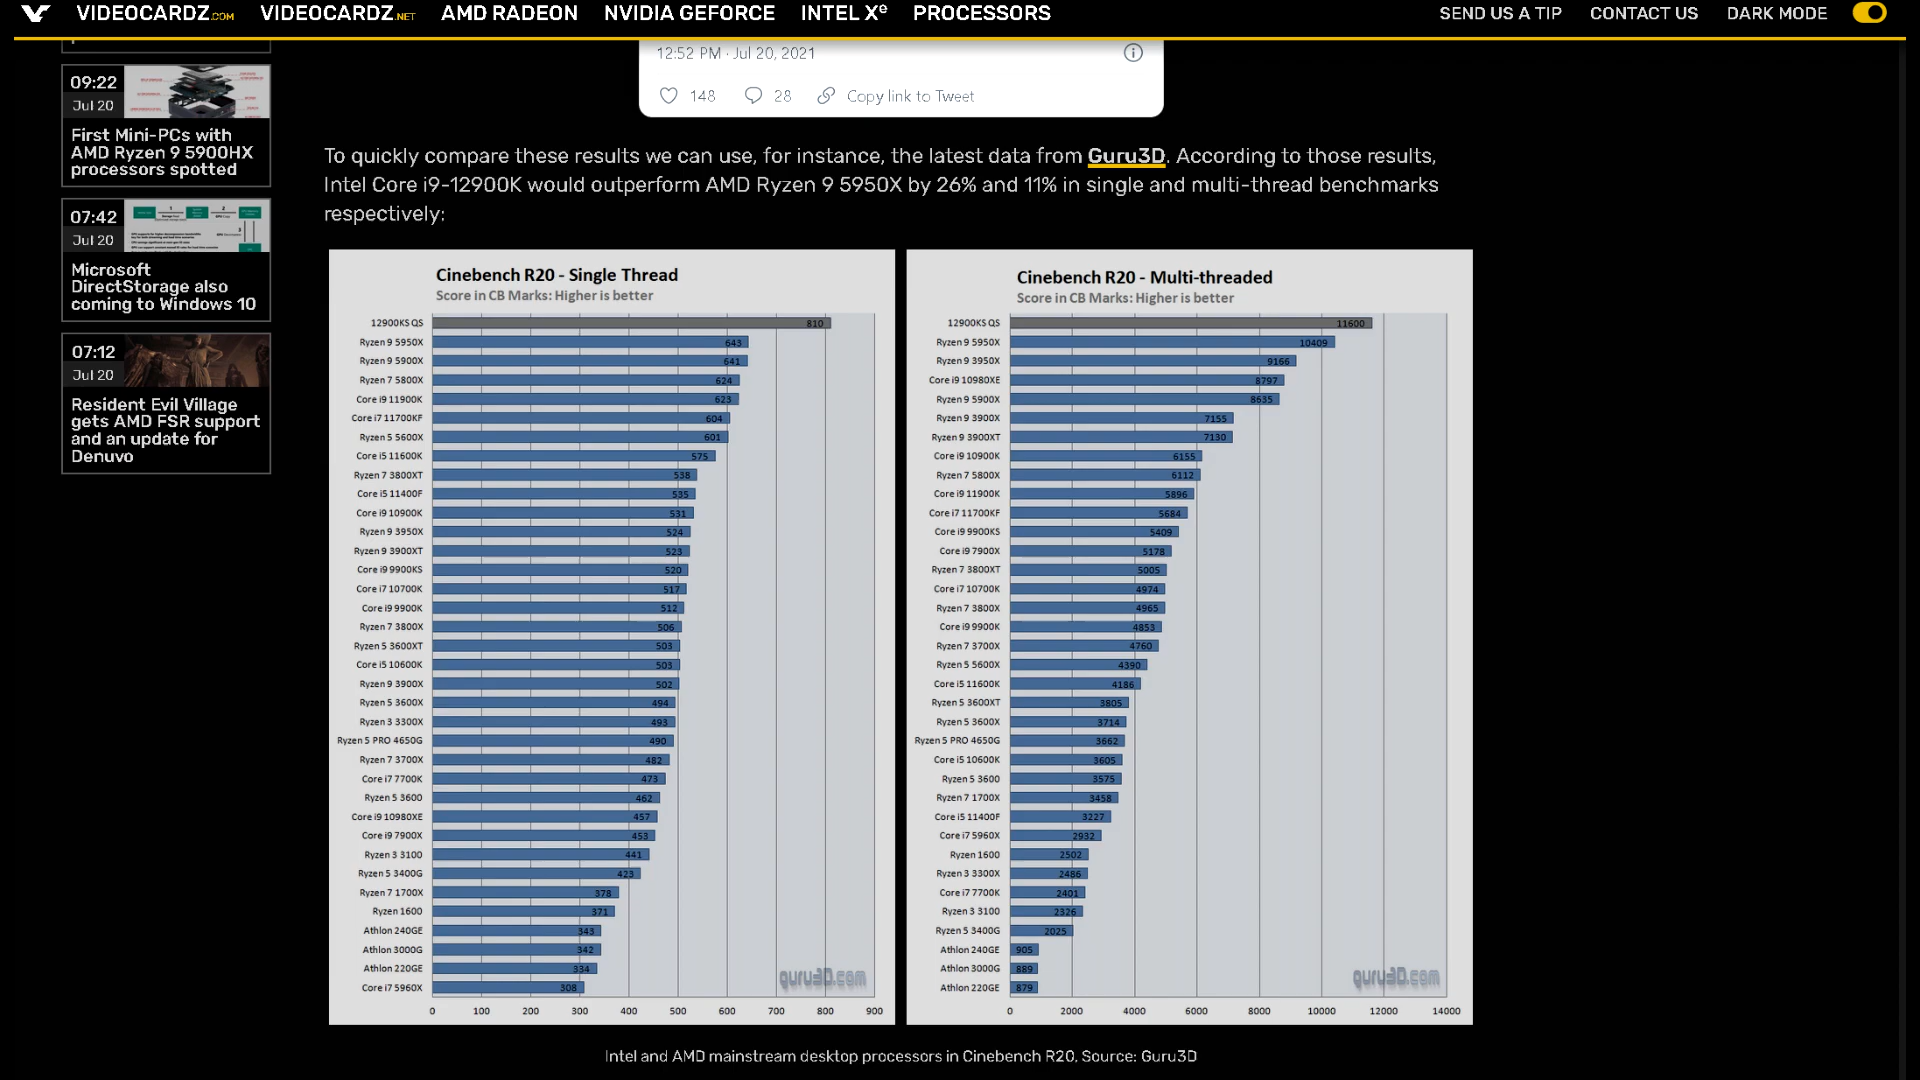 VIDEOCARDZ.COM VIDEOCARDZ.NET AMD RADEON NVIDIA GEFORCE INTEL Xe PROCESSORS SEND US A TIP CONTACT US DARK MODE
09:22
Jul 20
First Mini-PCs with
AMD Ryzen 9 5900HX
processors spotted
07:42
Jul 20
Microsoft
DirectStorage also
coming to Windows 10
07:12
Jul 20
Resident Evil Village
gets AMD FSR support
and an update for
Denuvo
12:52 PM · Jul 20, 2021
148 28 Copy link to Tweet
To quickly compare these results we can use, for instance, the latest data from Guru3D. According to those results,
Intel Core i9-12900K would outperform AMD Ryzen 9 5950X by 26% and 11% in single and multi-thread benchmarks
respectively:
Cinebench R20 - Single Thread
Score in CB Marks: Higher is better
12900KS QS 810
Ryzen 9 5950X 643
Ryzen 9 5900X 641
Ryzen 7 5800X 624
Core i9 11900K 623
Core i7 11700KF 604
Ryzen 5 5600X 601
Core i5 11600K 575
Ryzen 7 3800XT 538
Core i5 11400F 535
Core i9 10900K 531
Ryzen 9 3950X 524
Ryzen 9 3900XT 523
Core i9 9900KS 520
Core i7 10700K 517
Core i9 9900K 512
Ryzen 7 3800X 506
Ryzen 5 3600XT 503
Core i5 10600K 503
Ryzen 9 3900X 502
Ryzen 5 3600X 494
Ryzen 3 3300X 493
Ryzen 5 PRO 4650G 490
Ryzen 7 3700X 482
Core i7 7700K 473
Ryzen 5 3600 462
Core i9 10980XE 457
Core i9 7900X 453
Ryzen 3 3100 441
Ryzen 5 3400G 423
Ryzen 7 1700X 378
Ryzen 1600 371
Athlon 240GE 343
Athlon 3000G 342
Athlon 220GE 334
Core i7 5960X 308
guru3D.com
0 100 200 300 400 500 600 700 800 900
Cinebench R20 - Multi-threaded
Score in CB Marks: Higher is better
12900KS QS 11600
Ryzen 9 5950X 10409
Ryzen 9 3950X 9166
Core i9 10980XE 8797
Ryzen 9 5900X 8635
Ryzen 9 3900X 7155
Ryzen 9 3900XT 7130
Core i9 10900K 6155
Ryzen 7 5800X 6112
Core i9 11900K 5896
Core i7 11700KF 5684
Core i9 9900KS 5409
Core i9 7900X 5178
Ryzen 7 3800XT 5005
Core i7 10700K 4974
Ryzen 7 3800X 4965
Core i9 9900K 4853
Ryzen 7 3700X 4760
Ryzen 5 5600X 4390
Core i5 11600K 4186
Ryzen 5 3600XT 3805
Ryzen 5 3600X 3714
Ryzen 5 PRO 4650G 3662
Core i5 10600K 3605
Ryzen 5 3600 3575
Ryzen 7 1700X 3458
Core i5 11400F 3227
Core i7 5960X 2932
Ryzen 1600 2502
Ryzen 3 3300X 2486
Core i7 7700K 2401
Ryzen 3 3100 2326
Ryzen 5 3400G 2025
Athlon 240GE 905
Athlon 3000G 889
Athlon 220GE 879
guru3D.com
0 2000 4000 6000 8000 10000 12000 14000
Intel and AMD mainstream desktop processors in Cinebench R20, Source: Guru3D